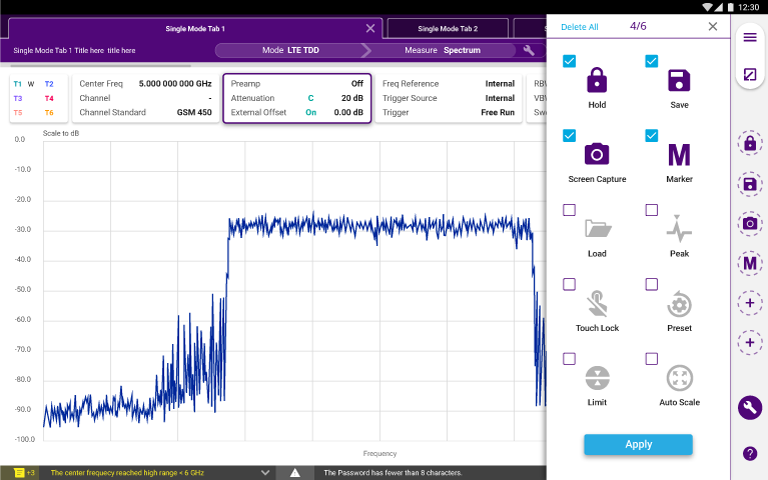 12:30
Single Mode Tab 1
Single Mode Tab 2
S
Single Mode Tab 1 Title here title here
Mode LTE TDD
Measure Spectrum
T1 W T2
T3 T4
T5 T6
Center Freq 5.000 000 000 GHz
Channel -
Channel Standard GSM 450
Preamp Off
Attenuation C 20 dB
External Offset On 0.00 dB
Freq Reference Internal
Trigger Source Internal
Trigger Free Run
RB
VB
Swe
Scale to dB
0.0
-10.0
-20.0
-30.0
-40.0
-50.0
-60.0
-70.0
-80.0
-90.0
-100.0
Frequency
+3
The center frequecy reached high range < 6 GHz
The Password has fewer than 8 characters.
Delete All
4/6
Hold
Save
M
Screen Capture
Marker
Load
Peak
Touch Lock
Preset
Limit
Auto Scale
Apply
M
+
+
?